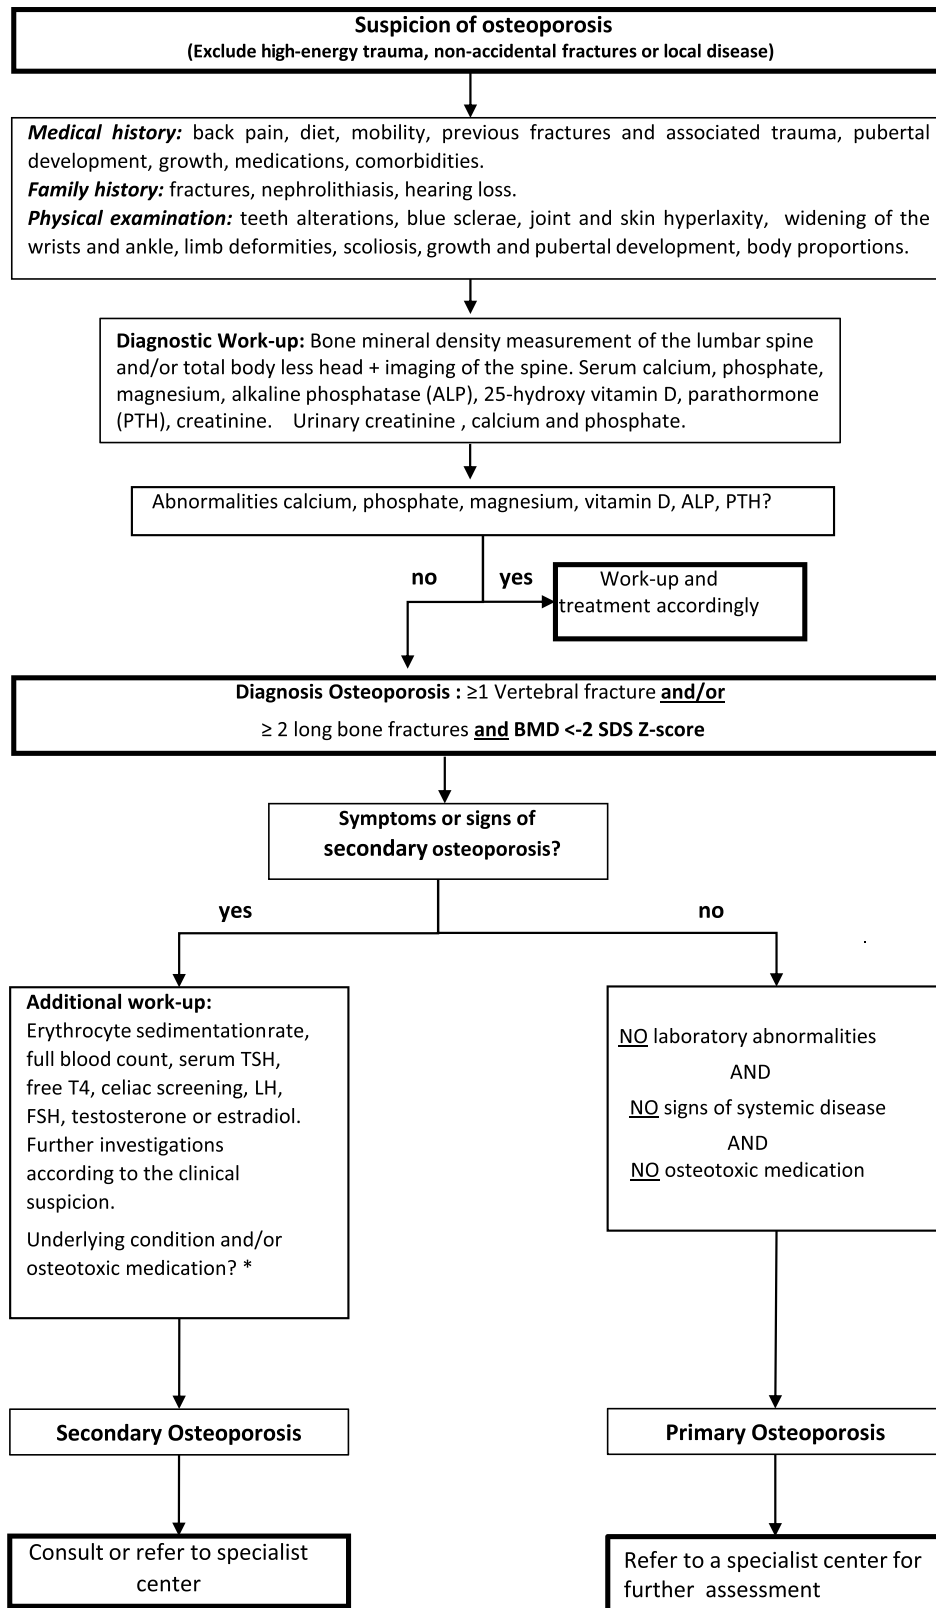 Suspicion of osteoporosis
(Exclude high-energy trauma, non-accidental fractures or local disease)
Medical history: back pain, diet, mobility, previous fractures and associated trauma, pubertal
development, growth, medications, comorbidities.
Family history: fractures, nephrolithiasis, hearing loss.
Physical examination: teeth alterations, blue sclerae, joint and skin hyperlaxity, widening of the
wrists and ankle, limb deformities, scoliosis, growth and pubertal development, body proportions.
Diagnostic Work-up: Bone mineral density measurement of the lumbar spine
and/or total body less head + imaging of the spine. Serum calcium, phosphate,
magnesium, alkaline phosphatase (ALP), 25-hydroxy vitamin D, parathormone
(PTH), creatinine. Urinary creatinine , calcium and phosphate.
Abnormalities calcium, phosphate, magnesium, vitamin D, ALP, PTH?
no
yes
Work-up and
treatment accordingly
Diagnosis Osteoporosis : ≥1 Vertebral fracture and/or
≥ 2 long bone fractures and BMD <-2 SDS Z-score
Symptoms or signs of
secondary osteoporosis?
yes
no
Additional work-up:
Erythrocyte sedimentationrate,
full blood count, serum TSH,
free T4, celiac screening, LH,
FSH, testosterone or estradiol.
Further investigations
according to the clinical
suspicion.
Underlying condition and/or
osteotoxic medication? *
NO laboratory abnormalities
AND
NO signs of systemic disease
AND
NO osteotoxic medication
Secondary Osteoporosis
Primary Osteoporosis
Consult or refer to specialist
center
Refer to a specialist center for
further assessment